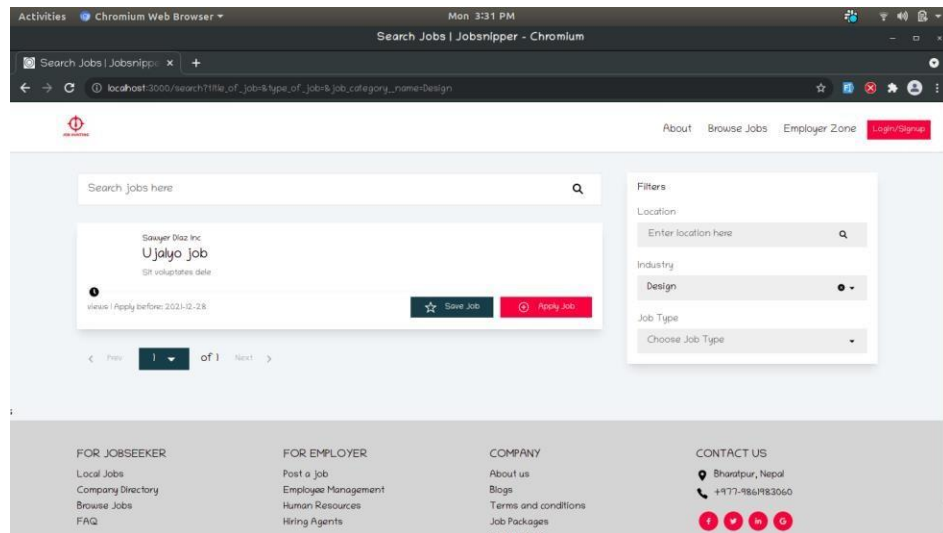 Activities Chromium Web Browser Mon 3:31 PM
Search Jobs | Jobsnipper - Chromium
Search Jobs | Jobsnippe
localhost:3000/search?title_of_job=&type_of_job=&job_category__name=Design
JOB HUNTING
About Browse Jobs Employer Zone Login/Signup
Search jobs here
Sawyer Diaz Inc
Ujalyo job
Sit voluptates dele
views | Apply before: 2021-12-28
Save Job
Apply Job
Prev 1 of 1 Next
Filters
Location
Enter location here
Industry
Design
Job Type
Choose Job Type
s
FOR JOBSEEKER
Local Jobs
Company Directory
Browse Jobs
FAQ
FOR EMPLOYER
Post a job
Employee Management
Human Resources
Hiring Agents
COMPANY
About us
Blogs
Terms and conditions
Job Packages
CONTACT US
Bharatpur, Nepal
+977-9861983060